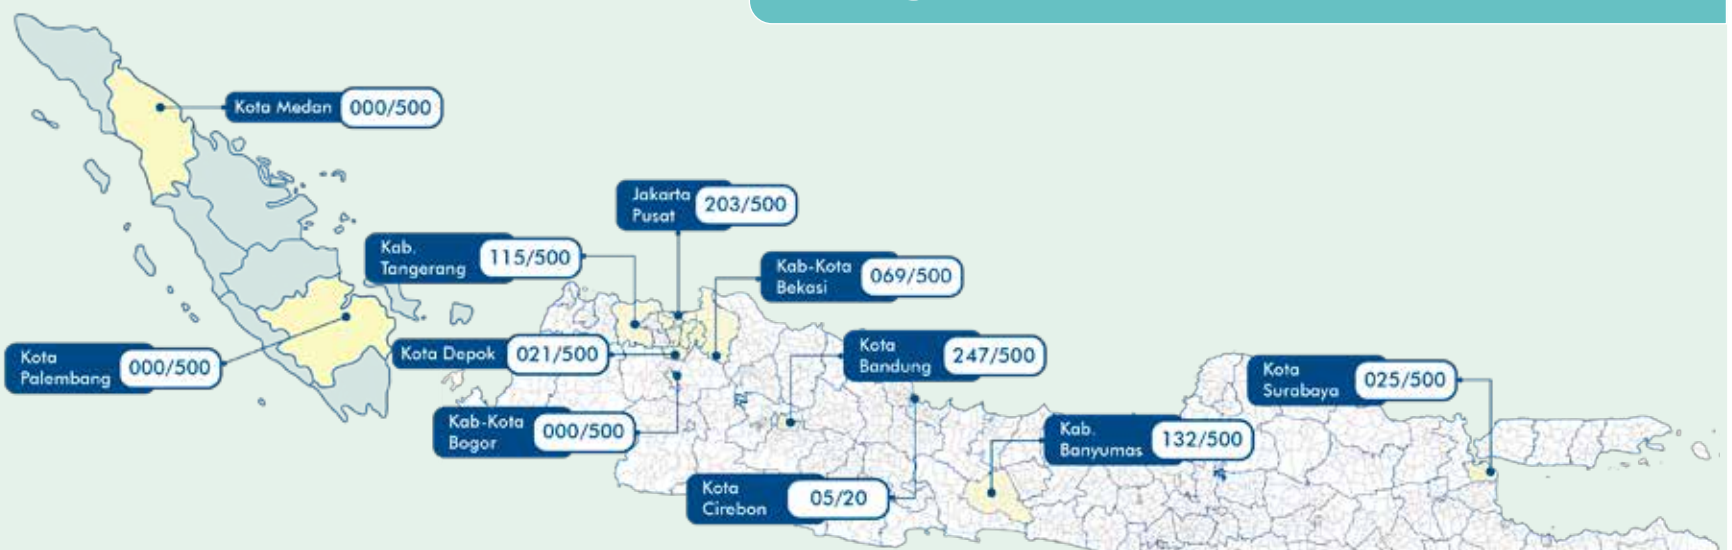 Kota Medan 000/500
Jakarta
Pusat
203/500
Kab.
Tangerang
115/500
Kab-Kota
Bekasi
069/500
Kota
Palembang
000/500
Kota Depok 021/500
Kota
Bandung
247/500
Kota
Surabaya
025/500
Kab-Kota
Bogor
000/500
Kab.
Banyumas
132/500
Kota
Cirebon
05/20